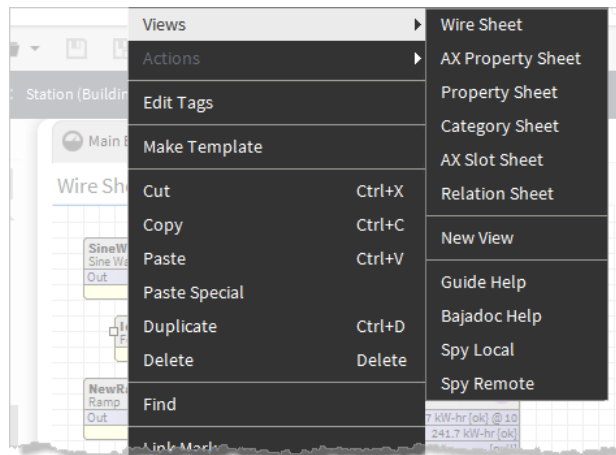 Views
Actions
Edit Tags
Make Template
Cut Ctrl+X
Copy Ctrl+C
Paste Ctrl+V
Paste Special
Duplicate Ctrl+D
Delete Delete
Find
Link Mark
Wire Sheet
AX Property Sheet
Property Sheet
Category Sheet
AX Slot Sheet
Relation Sheet
New View
Guide Help
Bajadoc Help
Spy Local
Spy Remote
Station (Buildin
Main
Wire Sh
SineW
Sine Wa
Out
NewRa
Ramp
Out
7 kW-hr [ok] @ 10
241.7 kW-hr [ok]